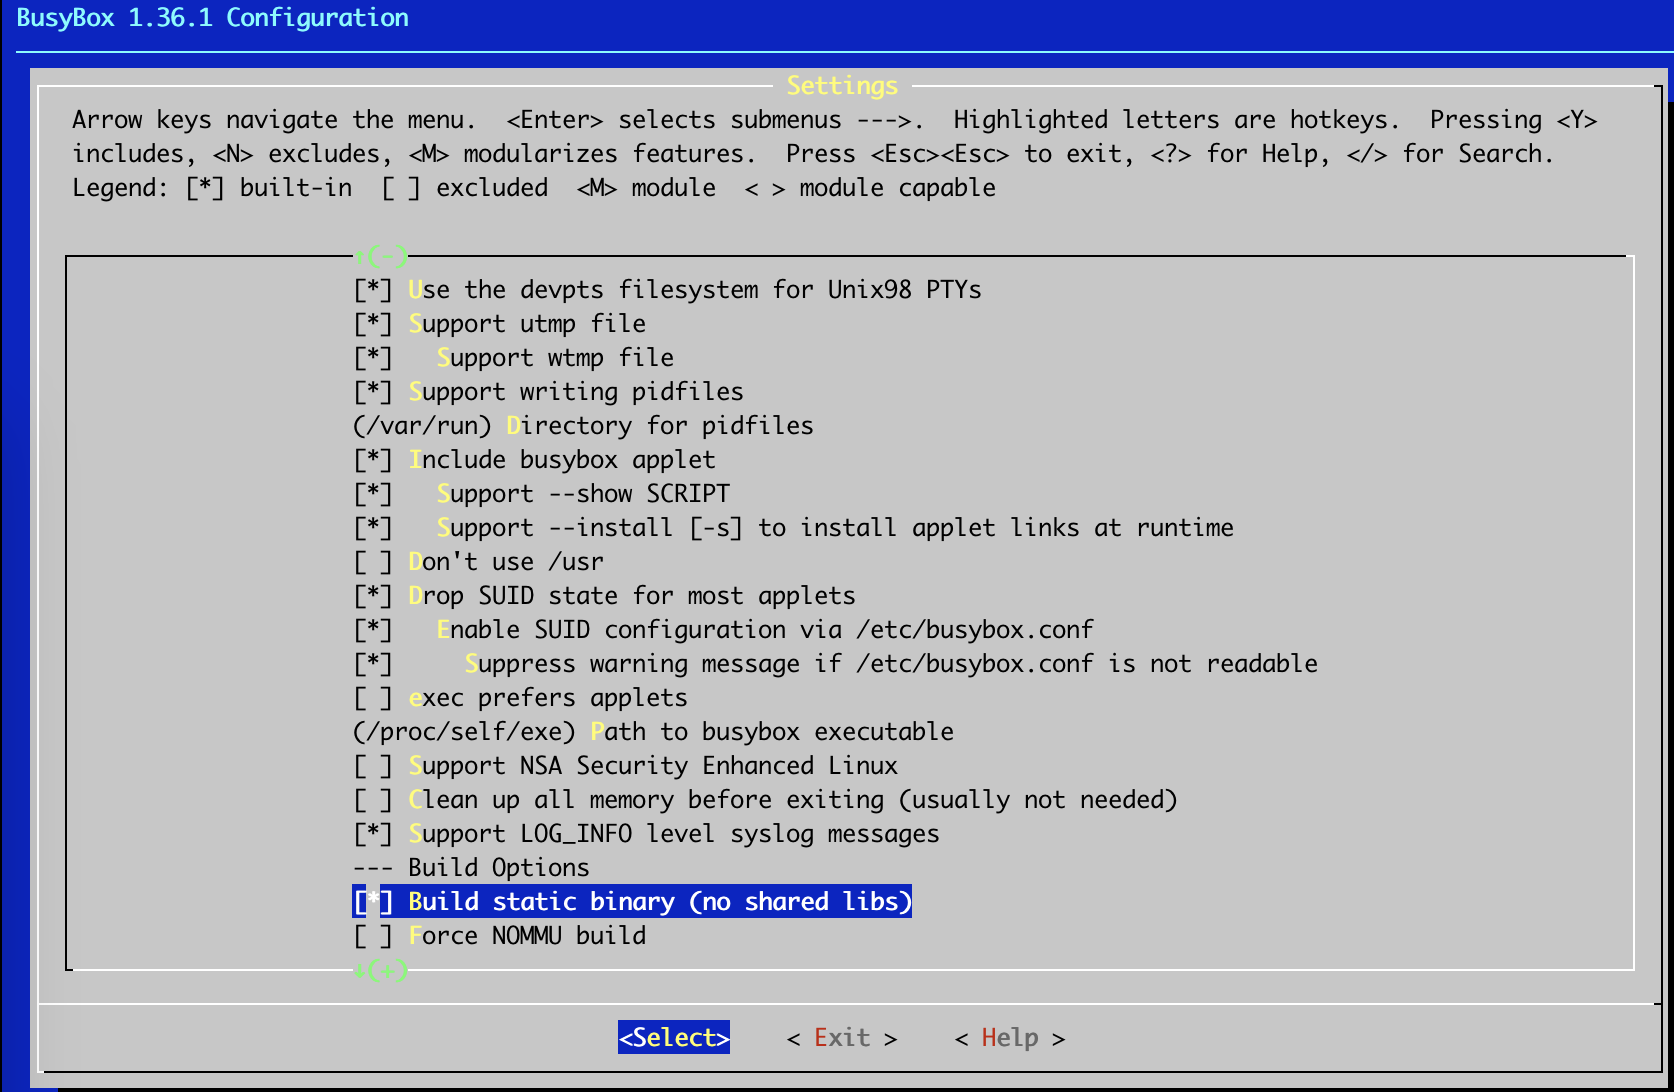 BusyBox 1.36.1 Configuration
Settings
Arrow keys navigate the menu.  <Enter> selects submenus --->.  Highlighted letters are hotkeys.  Pressing <Y>
includes, <N> excludes, <M> modularizes features.  Press <Esc><Esc> to exit, <?> for Help, </> for Search.
Legend: [*] built-in  [ ] excluded  <M> module  < > module capable
↑(-)
[*] Use the devpts filesystem for Unix98 PTYs
[*] Support utmp file
[*]   Support wtmp file
[*] Support writing pidfiles
(/var/run) Directory for pidfiles
[*] Include busybox applet
[*]   Support --show SCRIPT
[*]   Support --install [-s] to install applet links at runtime
[ ] Don't use /usr
[*] Drop SUID state for most applets
[*]   Enable SUID configuration via /etc/busybox.conf
[*]     Suppress warning message if /etc/busybox.conf is not readable
[ ] exec prefers applets
(/proc/self/exe) Path to busybox executable
[ ] Support NSA Security Enhanced Linux
[ ] Clean up all memory before exiting (usually not needed)
[*] Support LOG_INFO level syslog messages
--- Build Options
[*] Build static binary (no shared libs)
[ ] Force NOMMU build
↓(+)
<Select>    < Exit >    < Help >